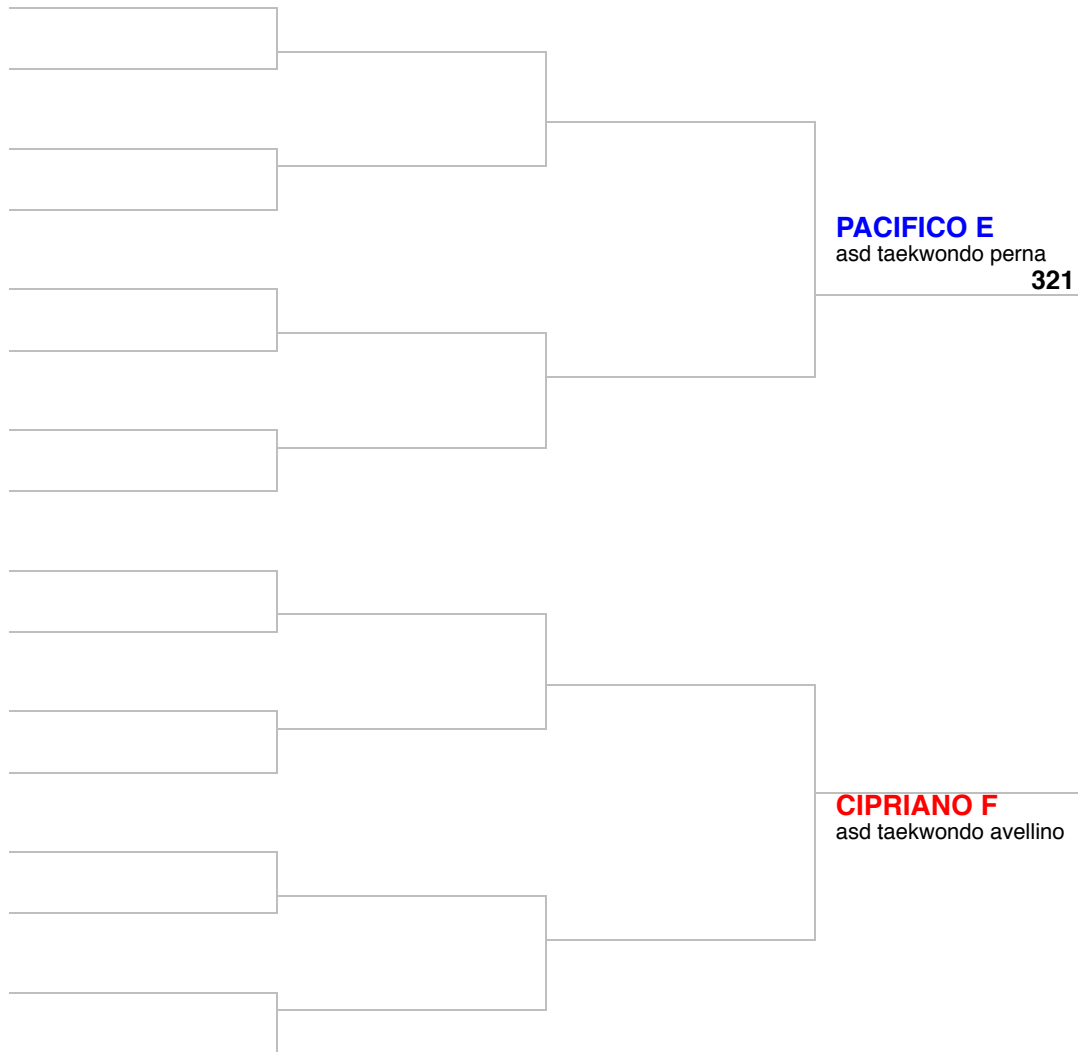 PACIFICO E
asd taekwondo perna
321
CIPRIANO F
asd taekwondo avellino